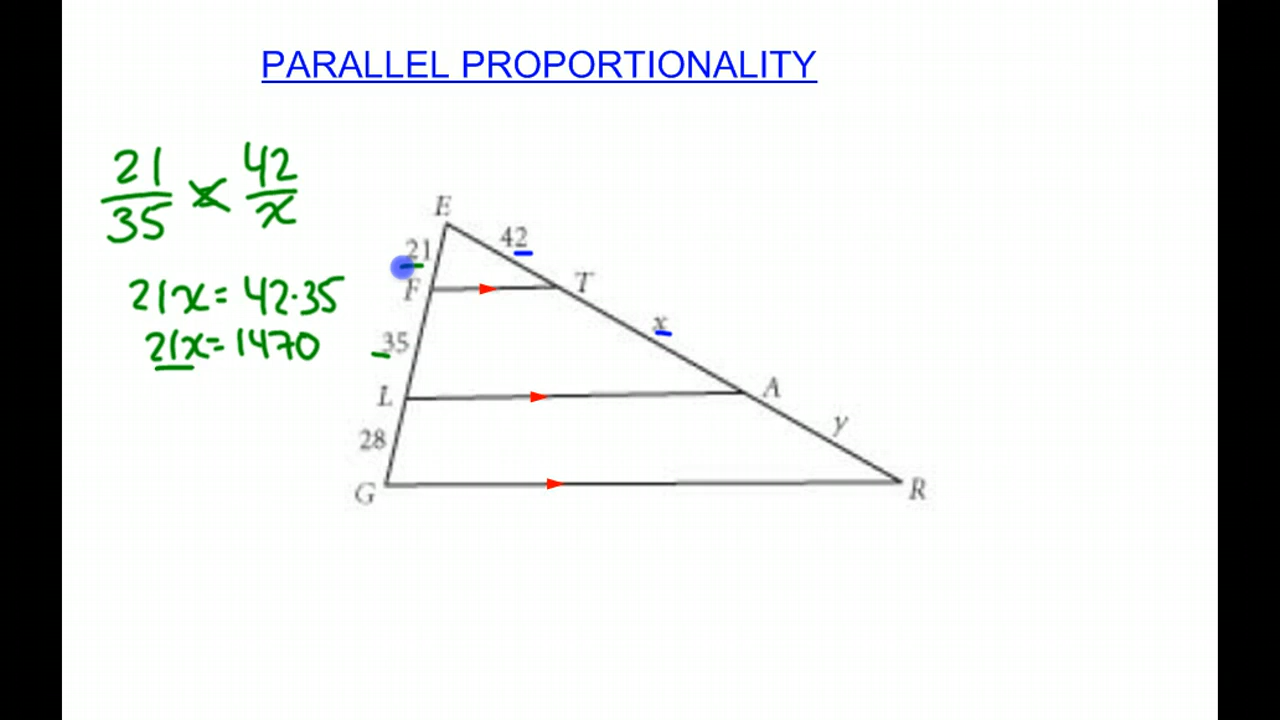 PARALLEL PROPORTIONALITY
21/35 × 42/x
21x = 42·35
21x = 1470
E
21
42
F
T
35
x
L
A
28
y
G
R